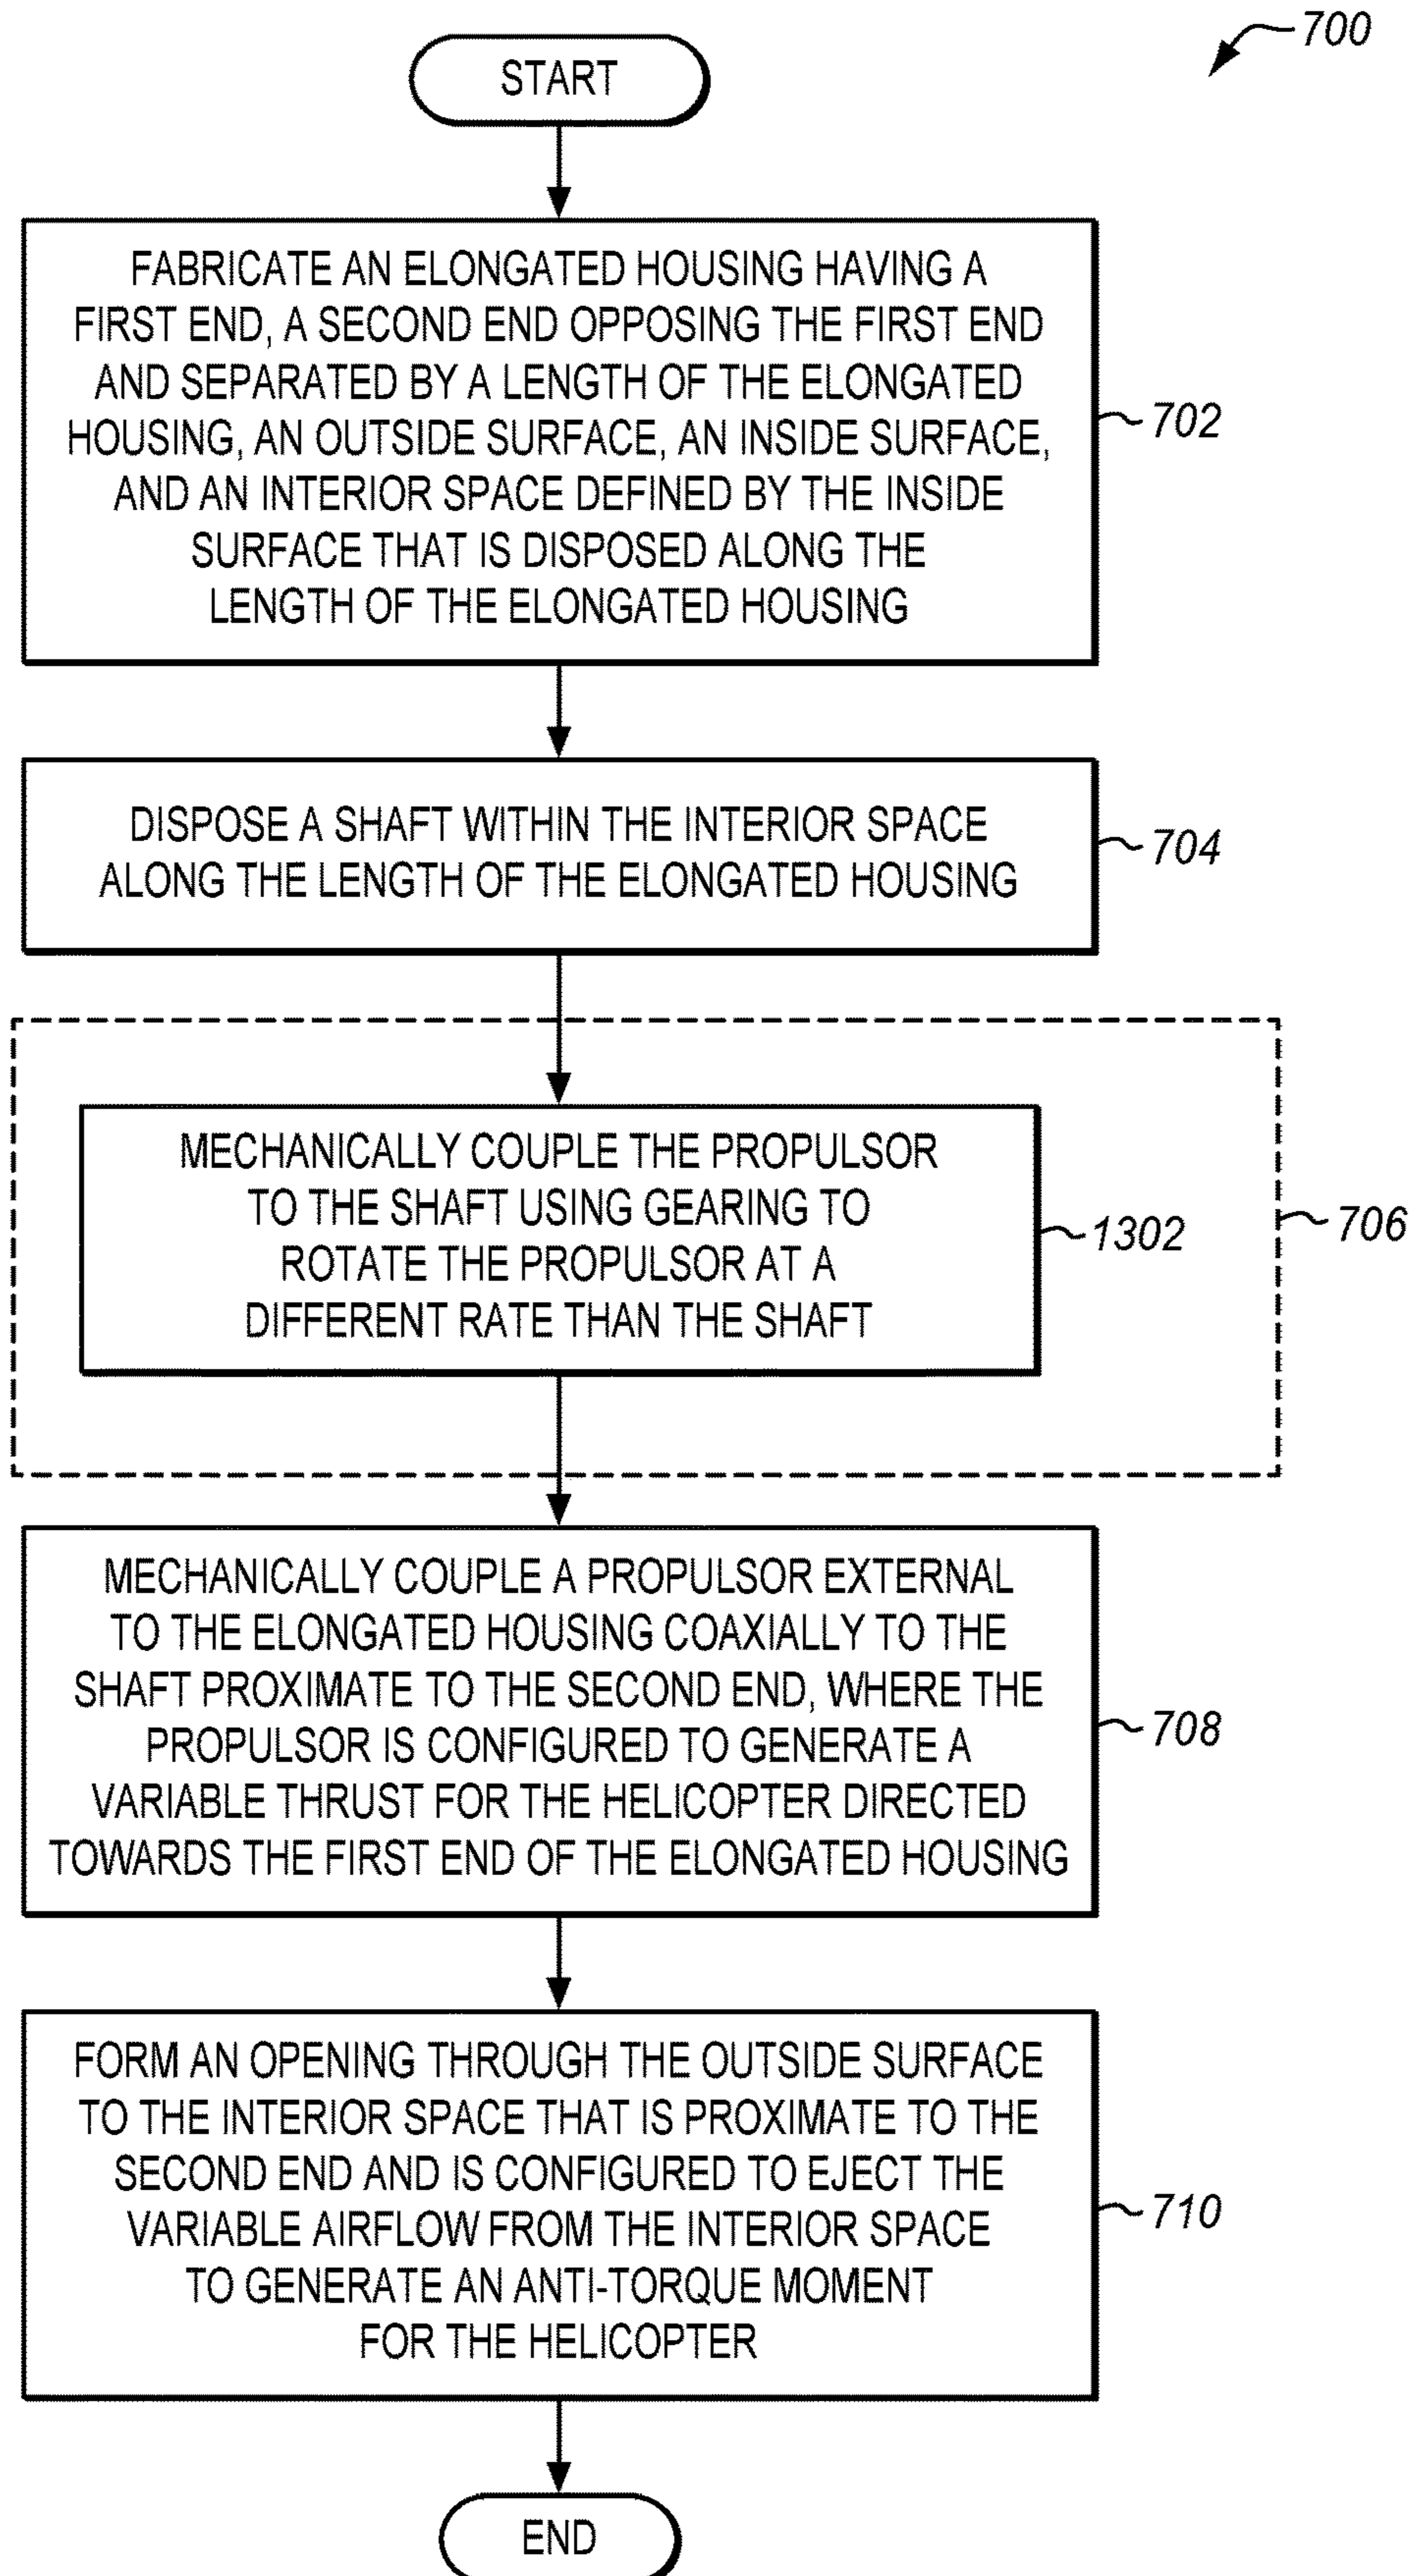 700
START
FABRICATE AN ELONGATED HOUSING HAVING A
FIRST END, A SECOND END OPPOSING THE FIRST END
AND SEPARATED BY A LENGTH OF THE ELONGATED
HOUSING, AN OUTSIDE SURFACE, AN INSIDE SURFACE,
AND AN INTERIOR SPACE DEFINED BY THE INSIDE
SURFACE THAT IS DISPOSED ALONG THE
LENGTH OF THE ELONGATED HOUSING
702
DISPOSE A SHAFT WITHIN THE INTERIOR SPACE
ALONG THE LENGTH OF THE ELONGATED HOUSING
704
MECHANICALLY COUPLE THE PROPULSOR
TO THE SHAFT USING GEARING TO
ROTATE THE PROPULSOR AT A
DIFFERENT RATE THAN THE SHAFT
1302
706
MECHANICALLY COUPLE A PROPULSOR EXTERNAL
TO THE ELONGATED HOUSING COAXIALLY TO THE
SHAFT PROXIMATE TO THE SECOND END, WHERE THE
PROPULSOR IS CONFIGURED TO GENERATE A
VARIABLE THRUST FOR THE HELICOPTER DIRECTED
TOWARDS THE FIRST END OF THE ELONGATED HOUSING
708
FORM AN OPENING THROUGH THE OUTSIDE SURFACE
TO THE INTERIOR SPACE THAT IS PROXIMATE TO THE
SECOND END AND IS CONFIGURED TO EJECT THE
VARIABLE AIRFLOW FROM THE INTERIOR SPACE
TO GENERATE AN ANTI-TORQUE MOMENT
FOR THE HELICOPTER
710
END